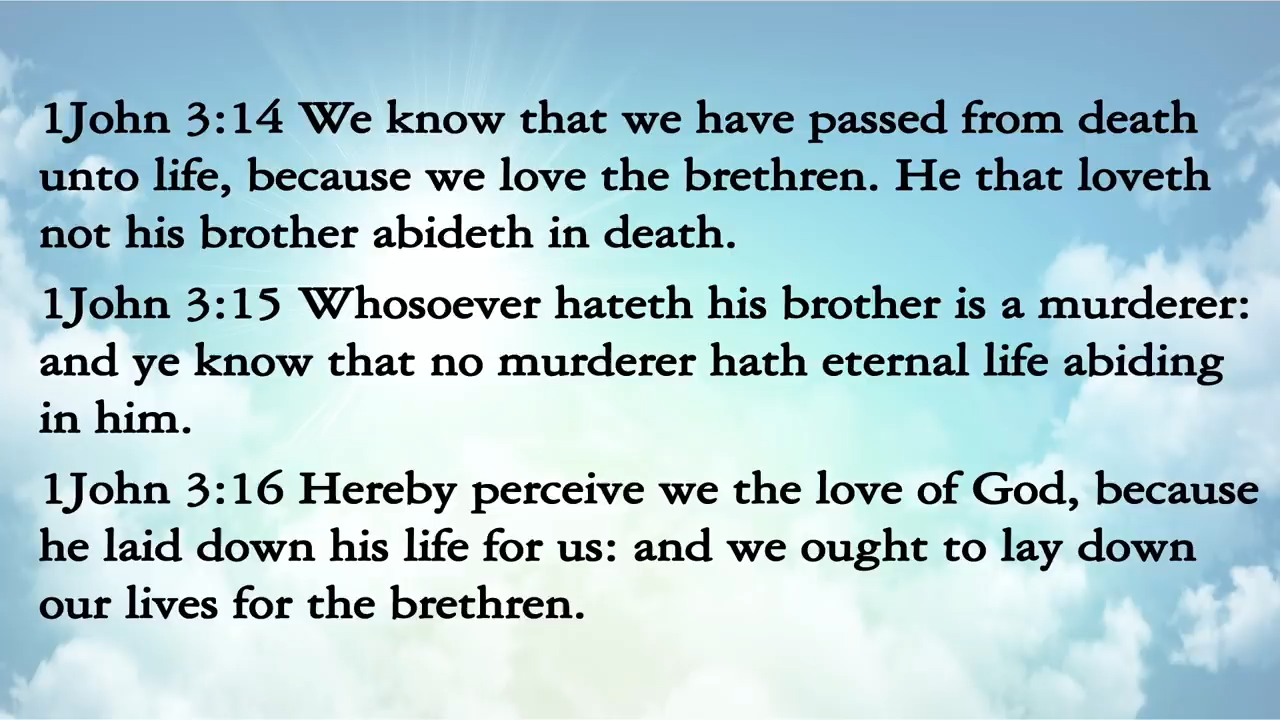 1John 3:14 We know that we have passed from death
unto life, because we love the brethren. He that loveth
not his brother abideth in death.
1John 3:15 Whosoever hateth his brother is a murderer:
and ye know that no murderer hath eternal life abiding
in him.
1John 3:16 Hereby perceive we the love of God, because
he laid down his life for us: and we ought to lay down
our lives for the brethren.